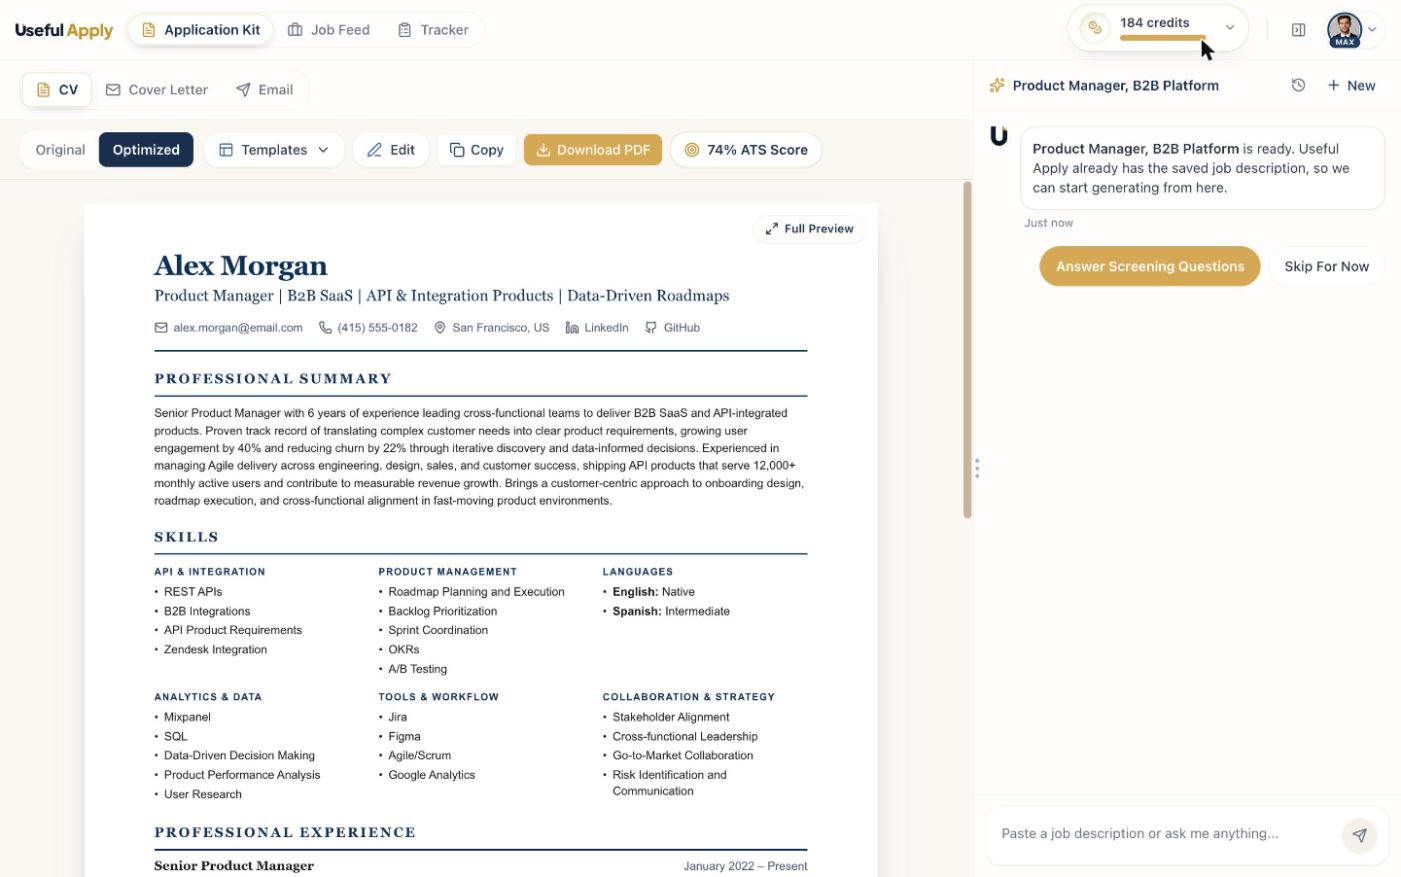 Useful Apply
Application Kit
Job Feed
Tracker
184 credits
MAX
CV
Cover Letter
Email
Original
Optimized
Templates
Edit
Copy
Download PDF
74% ATS Score
Full Preview
Alex Morgan
Product Manager | B2B SaaS | API & Integration Products | Data-Driven Roadmaps
alex.morgan@email.com (415) 555-0182 San Francisco, US LinkedIn GitHub
PROFESSIONAL SUMMARY
Senior Product Manager with 6 years of experience leading cross-functional teams to deliver B2B SaaS and API-integrated
products. Proven track record of translating complex customer needs into clear product requirements, growing user
engagement by 40% and reducing churn by 22% through iterative discovery and data-informed decisions. Experienced in
managing Agile delivery across engineering, design, sales, and customer success, shipping API products that serve 12,000+
monthly active users and contribute to measurable revenue growth. Brings a customer-centric approach to onboarding design,
roadmap execution, and cross-functional alignment in fast-moving product environments.
SKILLS
API & INTEGRATION
• REST APIs
• B2B Integrations
• API Product Requirements
• Zendesk Integration
PRODUCT MANAGEMENT
• Roadmap Planning and Execution
• Backlog Prioritization
• Sprint Coordination
• OKRs
• A/B Testing
LANGUAGES
• English: Native
• Spanish: Intermediate
ANALYTICS & DATA
• Mixpanel
• SQL
• Data-Driven Decision Making
• Product Performance Analysis
• User Research
TOOLS & WORKFLOW
• Jira
• Figma
• Agile/Scrum
• Google Analytics
COLLABORATION & STRATEGY
• Stakeholder Alignment
• Cross-functional Leadership
• Go-to-Market Collaboration
• Risk Identification and
Communication
PROFESSIONAL EXPERIENCE
Senior Product Manager January 2022 – Present
Product Manager, B2B Platform
New
U
Product Manager, B2B Platform is ready. Useful
Apply already has the saved job description, so we
can start generating from here.
Just now
Answer Screening Questions
Skip For Now
Paste a job description or ask me anything...